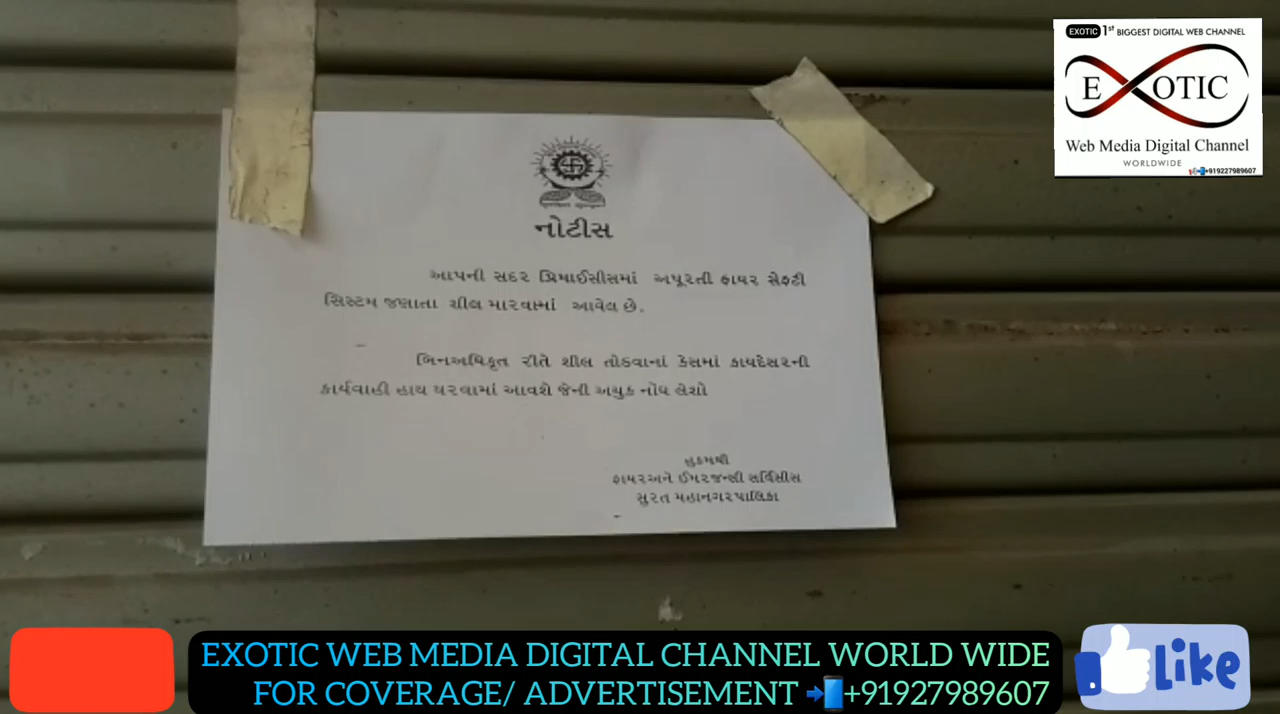 EXOTIC 1st BIGGEST DIGITAL WEB CHANNEL
EXOTIC
Web Media Digital Channel
WORLDWIDE
+919227989607
નોટીસ
આપની સદર પ્રિમાઈસીસમાં અપૂરતી ફાયર સેફટી
સિસ્ટમ જણાતા શીલ મારવામાં આવેલ છે.
બિનઅધિકૃત રીતે શીલ તોડવાનાં કેસમાં કાયદેસરની
કાર્યવાહી હાથ ધરવામાં આવશે જેની અચુક નોંધ લેશો
હુકમથી
ફાયર અને ઈમરજન્સી સર્વિસીસ
સુરત મહાનગરપાલિકા
EXOTIC WEB MEDIA DIGITAL CHANNEL WORLD WIDE
FOR COVERAGE/ ADVERTISEMENT +91927989607
Like